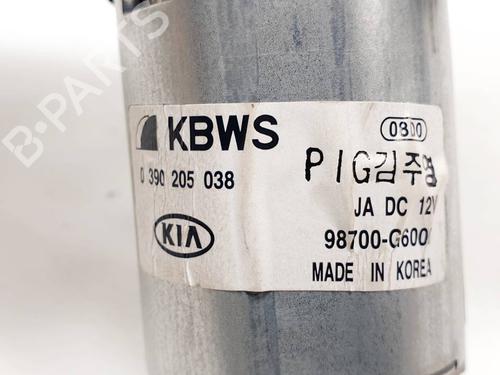 B-PARTS
KBWS
0800
0 390 205 038
PIG김주영
JA DC 12V
KIA
98700-G600
MADE IN KOREA